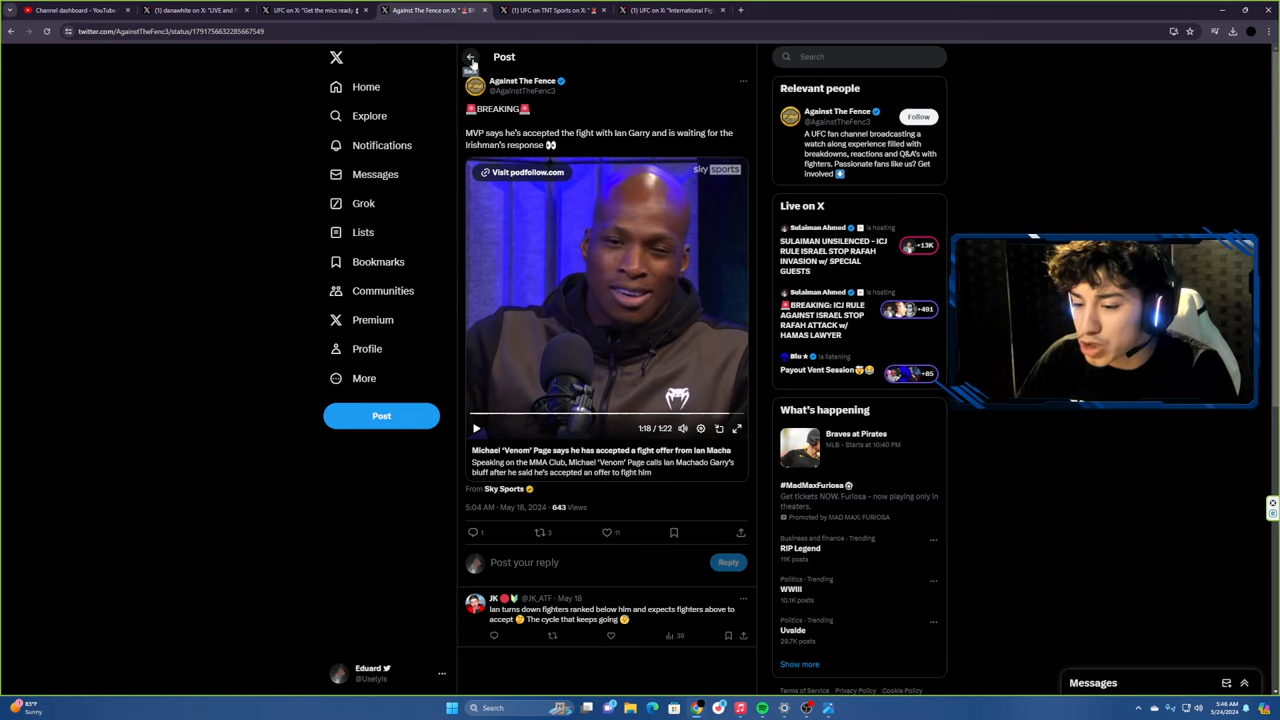 Channel dashboard - YouTube
(1) danawhite on X: "LIVE and
UFC on X: "Get the mics ready
Against The Fence on X: "🚨BR
(1) UFC on TNT Sports on X: "
(1) UFC on X: "International Fig
twitter.com/AgainstTheFenc3/status/1791756632285667549
Home
Explore
Notifications
Messages
Grok
Lists
Bookmarks
Communities
Premium
Profile
More
Post
Eduard
@Uselyls
Post
Back
Against The Fence
@AgainstTheFenc3
🚨BREAKING🚨
MVP says he's accepted the fight with Ian Garry and is waiting for the
Irishman's response 👀
Visit podfollow.com
sky sports
1:18 / 1:22
Michael 'Venom' Page says he has accepted a fight offer from Ian Macha
Speaking on the MMA Club, Michael 'Venom' Page calls Ian Machado Garry's
bluff after he said he's accepted an offer to fight him
From Sky Sports
5:04 AM · May 18, 2024 · 643 Views
1
3
11
Post your reply
Reply
JK @JK_ATF · May 18
Ian turns down fighters ranked below him and expects fighters above to
accept 🤔 The cycle that keeps going
39
Search
Relevant people
Against The Fence
@AgainstTheFenc3
Follow
A UFC fan channel broadcasting a
watch along experience filled with
breakdowns, reactions and Q&A's with
fighters. Passionate fans like us? Get
involved ⬇️
Live on X
Sulaiman Ahmed is hosting
SULAIMAN UNSILENCED - ICJ
RULE ISRAEL STOP RAFAH
INVASION w/ SPECIAL
GUESTS
+13K
Sulaiman Ahmed is hosting
🚨BREAKING: ICJ RULE
AGAINST ISRAEL STOP
RAFAH ATTACK w/
HAMAS LAWYER
+491
Blu★ is listening
Payout Vent Session🤯😂
+85
What's happening
Braves at Pirates
MLB · Starts at 10:40 PM
#MadMaxFuriosa
Get tickets NOW. Furiosa - now playing only in
theaters.
Promoted by MAD MAX: FURIOSA
Business and finance · Trending
RIP Legend
11K posts
Politics · Trending
WWIII
10.1K posts
Politics · Trending
Uvalde
29.7K posts
Show more
Terms of Service Privacy Policy Cookie Policy
Messages
83°F
Sunny
Search
5:46 AM
5/24/2024